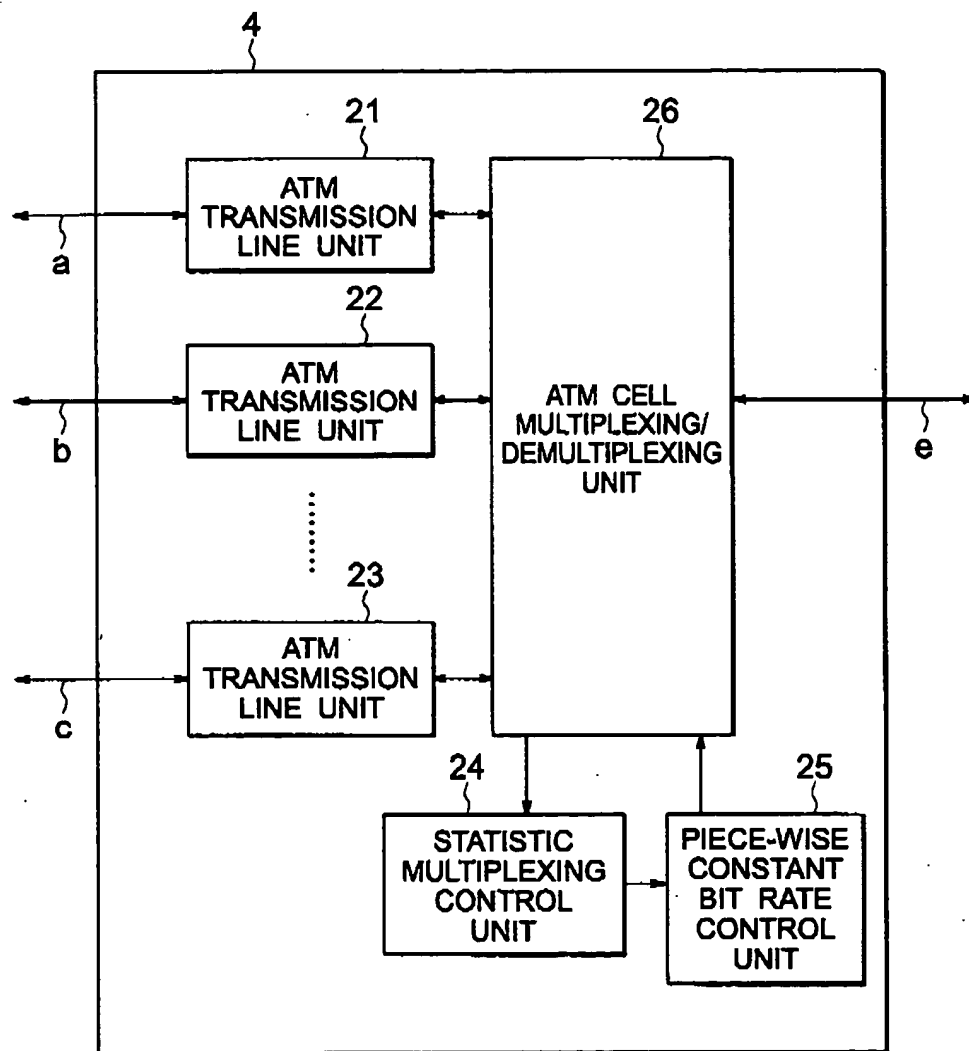 4
21
26
ATM
TRANSMISSION
LINE UNIT
a
22
ATM
TRANSMISSION
LINE UNIT
b
ATM CELL
MULTIPLEXING/
DEMULTIPLEXING
UNIT
e
23
ATM
TRANSMISSION
LINE UNIT
c
24
25
STATISTIC
MULTIPLEXING
CONTROL
UNIT
PIECE-WISE
CONSTANT
BIT RATE
CONTROL
UNIT